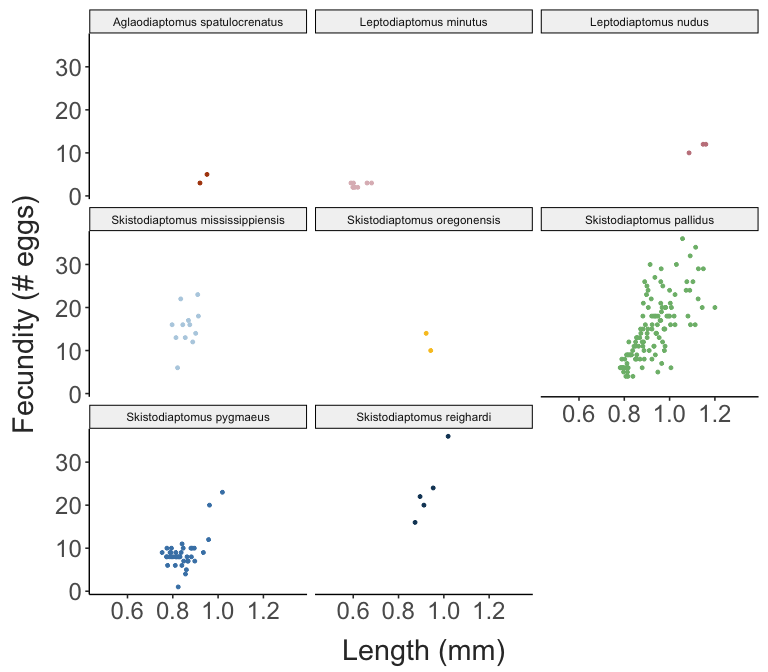 Aglaodiaptomus spatulocrenatus
Leptodiaptomus minutus
Leptodiaptomus nudus
30
20
10
0
Skistodiaptomus mississippiensis
Skistodiaptomus oregonensis
Skistodiaptomus pallidus
30
20
10
0
0.6 0.8 1.0 1.2
Skistodiaptomus pygmaeus
Skistodiaptomus reighardi
30
20
10
0
0.6 0.8 1.0 1.2
0.6 0.8 1.0 1.2
Length (mm)
Fecundity (# eggs)